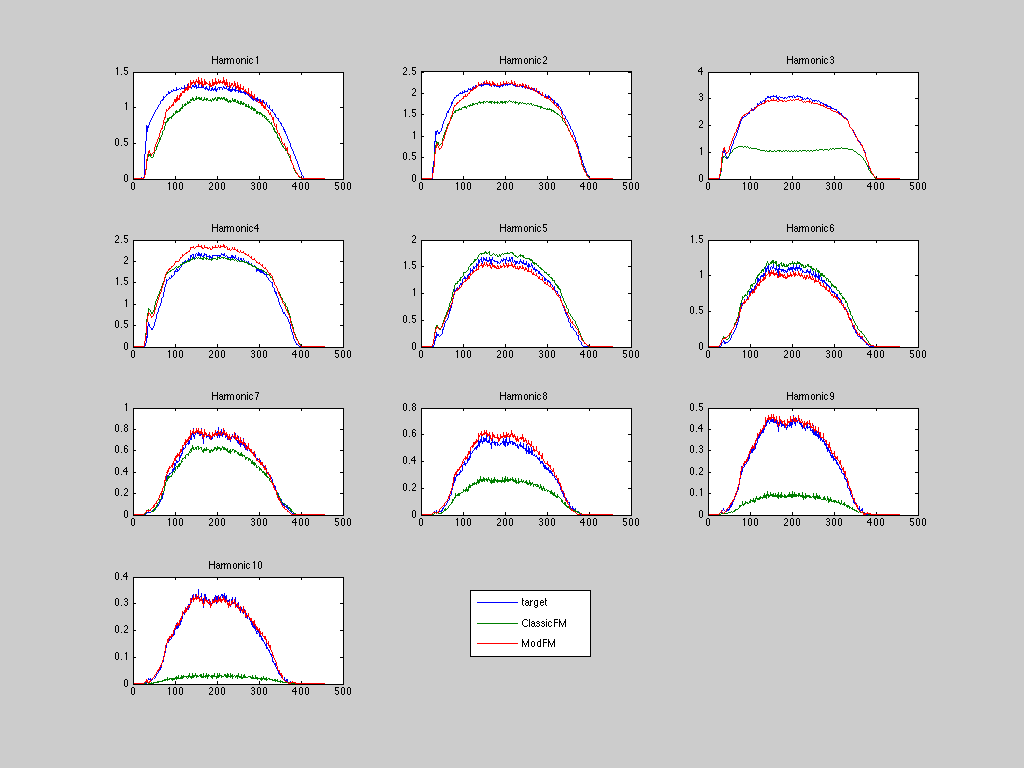 Harmonic1 Harmonic2 Harmonic3
1.5 2.5 4
2 3
1 1.5 2
0.5 1 1
0.5
0 0 0
0 100 200 300 400 500 0 100 200 300 400 500 0 100 200 300 400 500
Harmonic4 Harmonic5 Harmonic6
2.5 2 1.5
2 1.5
1.5 1 1
1 0.5
0.5 0.5
0 0 0
0 100 200 300 400 500 0 100 200 300 400 500 0 100 200 300 400 500
Harmonic7 Harmonic8 Harmonic9
1 0.8 0.5
0.8 0.6 0.4
0.6 0.4 0.3
0.4 0.2
0.2 0.2 0.1
0 0 0
0 100 200 300 400 500 0 100 200 300 400 500 0 100 200 300 400 500
Harmonic10
0.4
0.3
0.2
0.1
0
0 100 200 300 400 500
target
ClassicFM
ModFM